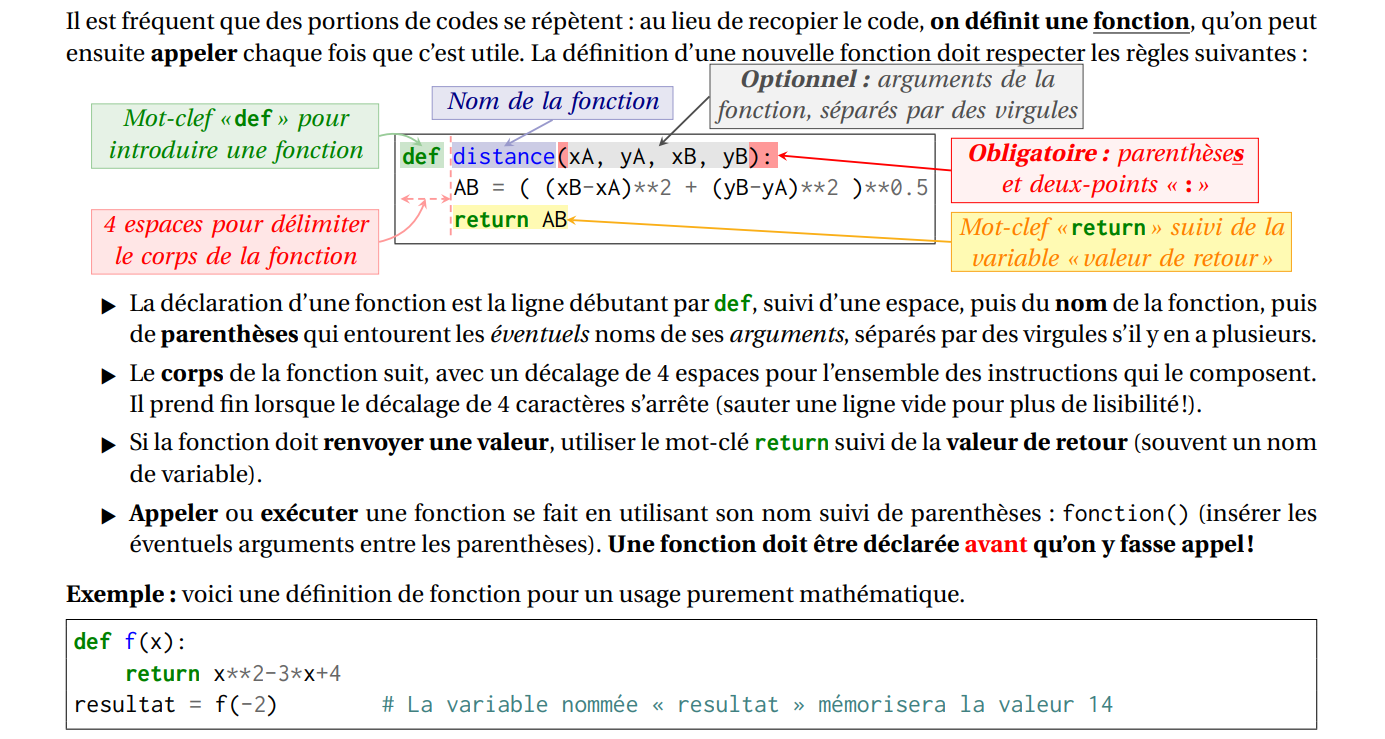 Il est fréquent que des portions de codes se répètent : au lieu de recopier le code, on définit une fonction, qu'on peut
ensuite appeler chaque fois que c'est utile. La définition d'une nouvelle fonction doit respecter les règles suivantes :
Optionnel : arguments de la
fonction, séparés par des virgules
Nom de la fonction
Mot-clef « def » pour
introduire une fonction
def distance(xA, yA, xB, yB):
AB = ( (xB-xA)**2 + (yB-yA)**2 )**0.5
return AB
Obligatoire : parenthèses
et deux-points « : »
4 espaces pour délimiter
le corps de la fonction
Mot-clef « return » suivi de la
variable « valeur de retour »
▶ La déclaration d'une fonction est la ligne débutant par def, suivi d'une espace, puis du nom de la fonction, puis
de parenthèses qui entourent les éventuels noms de ses arguments, séparés par des virgules s'il y en a plusieurs.
▶ Le corps de la fonction suit, avec un décalage de 4 espaces pour l'ensemble des instructions qui le composent.
Il prend fin lorsque le décalage de 4 caractères s'arrête (sauter une ligne vide pour plus de lisibilité!).
▶ Si la fonction doit renvoyer une valeur, utiliser le mot-clé return suivi de la valeur de retour (souvent un nom
de variable).
▶ Appeler ou exécuter une fonction se fait en utilisant son nom suivi de parenthèses : fonction() (insérer les
éventuels arguments entre les parenthèses). Une fonction doit être déclarée avant qu'on y fasse appel!
Exemple : voici une définition de fonction pour un usage purement mathématique.
def f(x):
    return x**2-3*x+4
resultat = f(-2)        # La variable nommée « resultat » mémorisera la valeur 14